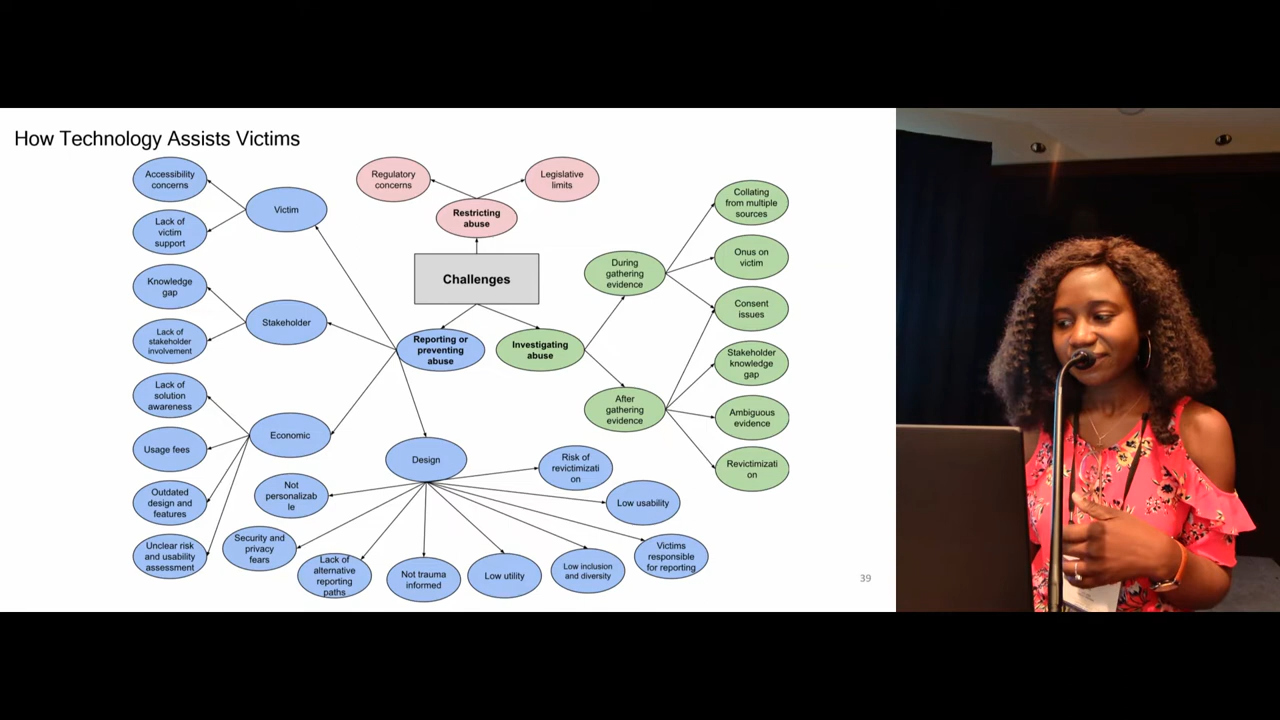 How Technology Assists Victims
Accessibility
concerns
Lack of
victim
support
Victim
Knowledge
gap
Lack of
stakeholder
involvement
Stakeholder
Lack of
solution
awareness
Usage fees
Outdated
design and
features
Unclear risk
and usability
assessment
Economic
Regulatory
concerns
Legislative
limits
Restricting
abuse
Challenges
Reporting or
preventing
abuse
Investigating
abuse
During
gathering
evidence
After
gathering
evidence
Collating
from multiple
sources
Onus on
victim
Consent
issues
Stakeholder
knowledge
gap
Ambiguous
evidence
Revictimizati
on
Design
Not
personalizab
le
Security and
privacy
fears
Lack of
alternative
reporting
paths
Not trauma
informed
Low utility
Low inclusion
and diversity
Victims
responsible
for reporting
Low usability
Risk of
revictimizati
on
39